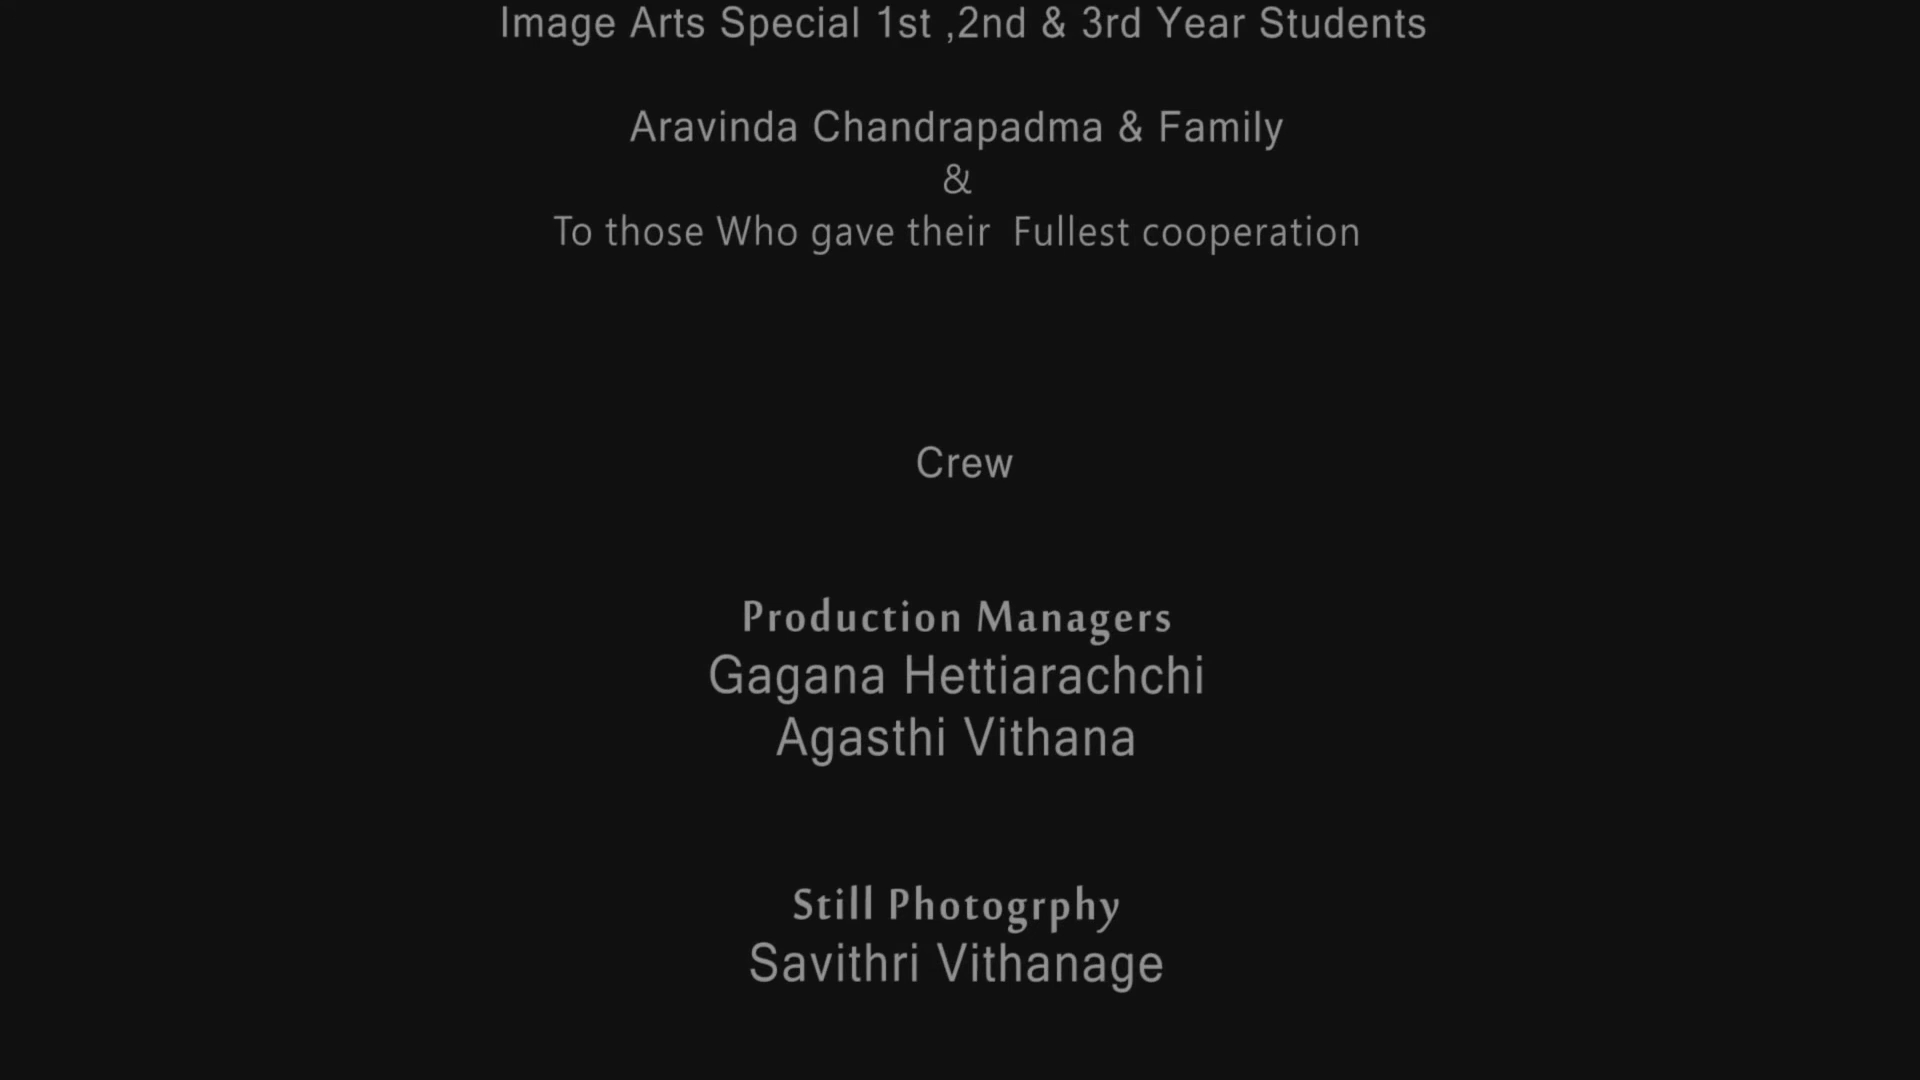 Image Arts Special 1st ,2nd & 3rd Year Students
Aravinda Chandrapadma & Family
&
To those Who gave their  Fullest cooperation
Crew
Production Managers
Gagana Hettiarachchi
Agasthi Vithana
Still Photogrphy
Savithri Vithanage